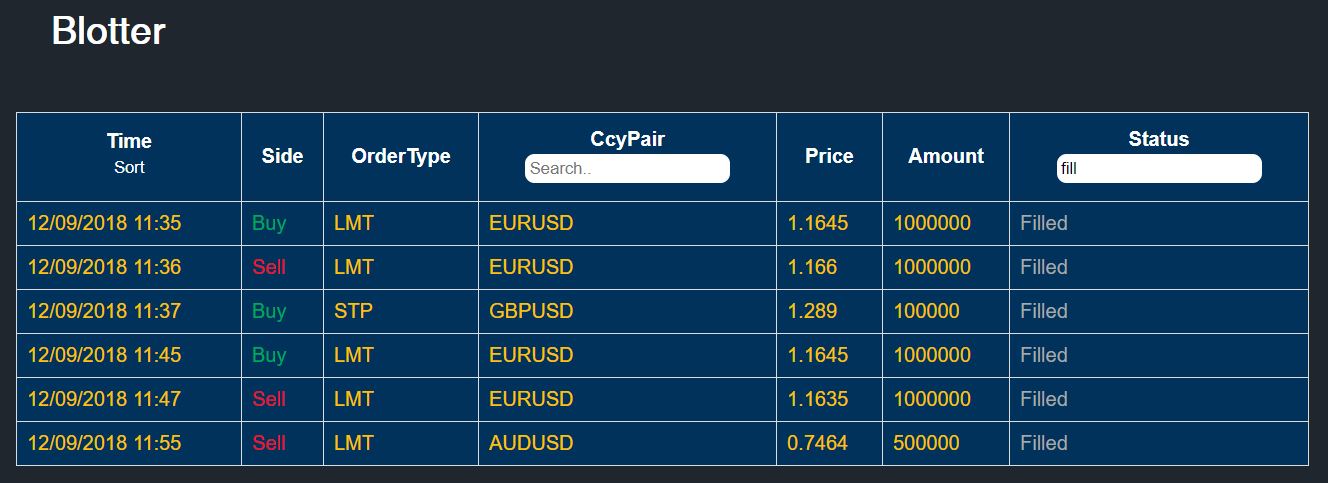 Blotter
Time Side OrderType CcyPair Price Amount Status
Sort Search.. fill
12/09/2018 11:35 Buy LMT EURUSD 1.1645 1000000 Filled
12/09/2018 11:36 Sell LMT EURUSD 1.166 1000000 Filled
12/09/2018 11:37 Buy STP GBPUSD 1.289 100000 Filled
12/09/2018 11:45 Buy LMT EURUSD 1.1645 1000000 Filled
12/09/2018 11:47 Sell LMT EURUSD 1.1635 1000000 Filled
12/09/2018 11:55 Sell LMT AUDUSD 0.7464 500000 Filled